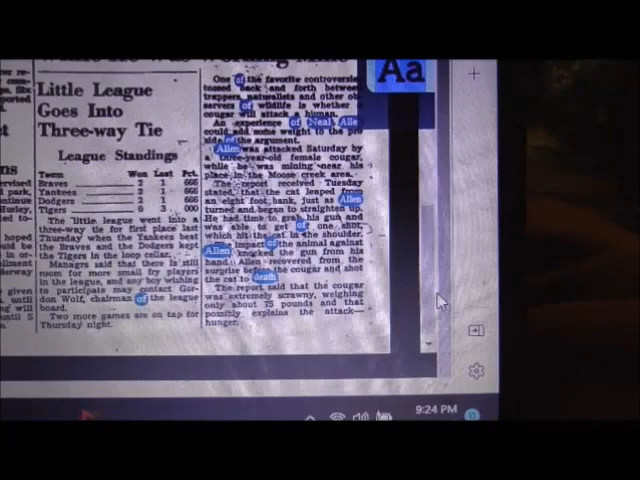 Little League
Goes Into
Three-way Tie
League Standings
Team Won Lost Pct.
Braves 2 1 666
Yankees 2 1 666
Dodgers 2 1 666
Tigers 0 3 000
The little league went into a
three-way tie for first place last
Thursday when the Yankees beat
the Braves and the Dodgers kept
the Tigers in the loop cellar.
Managers said that there is still
room for more small fry players
in the league, and any boy wishing
to participate may contact Gor-
don Wolf, chairman of the league
board.
Two more games are on tap for
Thursday night.
One of the favorite controversie
tossed back and forth betwee
trappers, naturalists and other ob
servers of wildlife is whether a
cougar will attack a human.
An experience of Neal Alle
could add some weight to the pro
side of the argument.
Allen was attacked Saturday by
a three-year-old female cougar,
while he was mining near his
place in the Moose creek area.
The report received Tuesday
stated, that the cat leaped from
an eight foot bank, just as Allen
turned and began to straighten up.
He had time to grab his gun and
was able to get of one shot,
which hit the cat in the shoulder.
impact of the animal against
Allen knocked the gun from his
hand. Allen recovered from the
surprise before the cougar and shot
the cat to death
The report said that the cougar
was extremely scrawny, weighing
only about 75 pounds and that
possibly explains the attack—
hunger.
Aa
9:24 PM